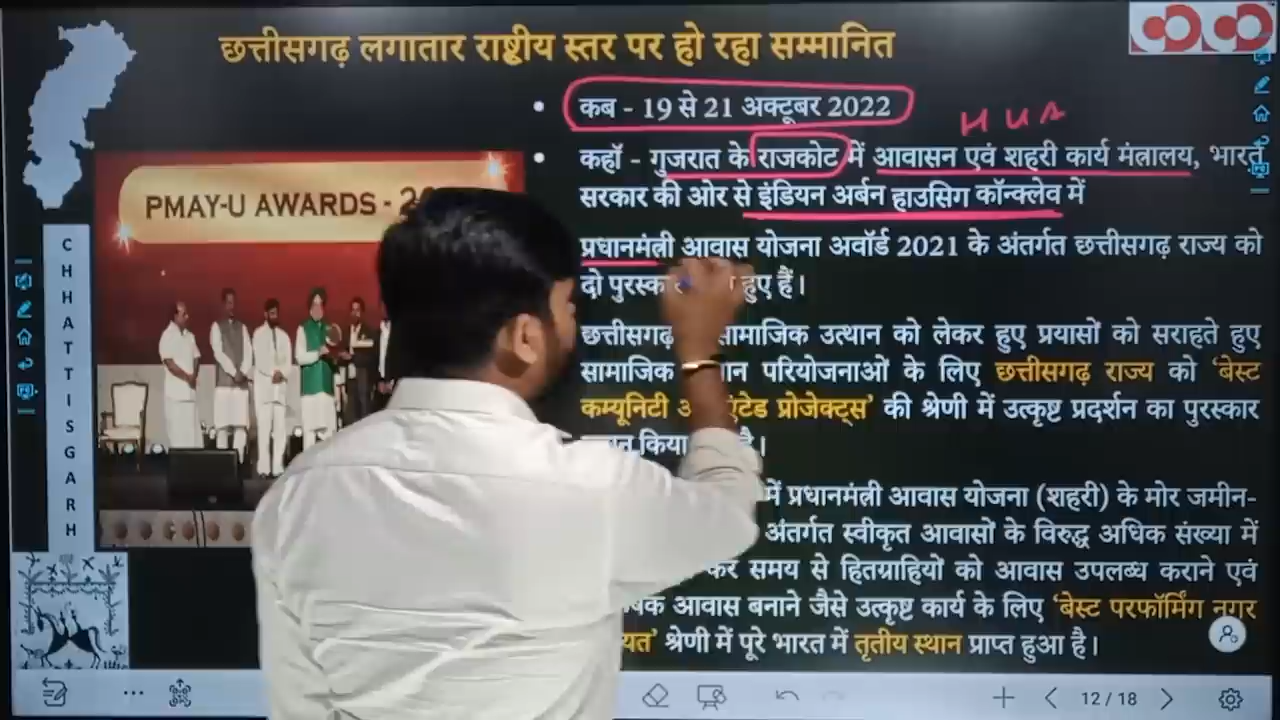 छत्तीसगढ़ लगातार राष्ट्रीय स्तर पर हो रहा सम्मानित
• कब - 19 से 21 अक्टूबर 2022
HUA
• कहॉ - गुजरात के राजकोट में आवासन एवं शहरी कार्य मंत्रालय, भारत
सरकार की ओर से इंडियन अर्बन हाउसिग कॉन्क्लेव में
प्रधानमंत्री आवास योजना अवॉर्ड 2021 के अंतर्गत छत्तीसगढ़ राज्य को
दो हुए हैं।
छत्तीसगढ़ सामाजिक उत्थान को लेकर हुए प्रयासों को सराहते हुए
सामाजिक परियोजनाओं के लिए छत्तीसगढ़ राज्य को 'बेस्ट
कम्यूनिटी प्रोजेक्ट्स' की श्रेणी में उत्कृष्ट प्रदर्शन का पुरस्कार
किया है।
में प्रधानमंत्री आवास योजना (शहरी) के मोर जमीन-
अंतर्गत स्वीकृत आवासों के विरुद्ध अधिक संख्या में
कर समय से हितग्राहियों को आवास उपलब्ध कराने एवं
आवास बनाने जैसे उत्कृष्ट कार्य के लिए 'बेस्ट परफॉर्मिंग नगर
श्रेणी में पूरे भारत में तृतीय स्थान प्राप्त हुआ है।
PMAY-U AWARDS -
CHHATTISGARH
12 / 18